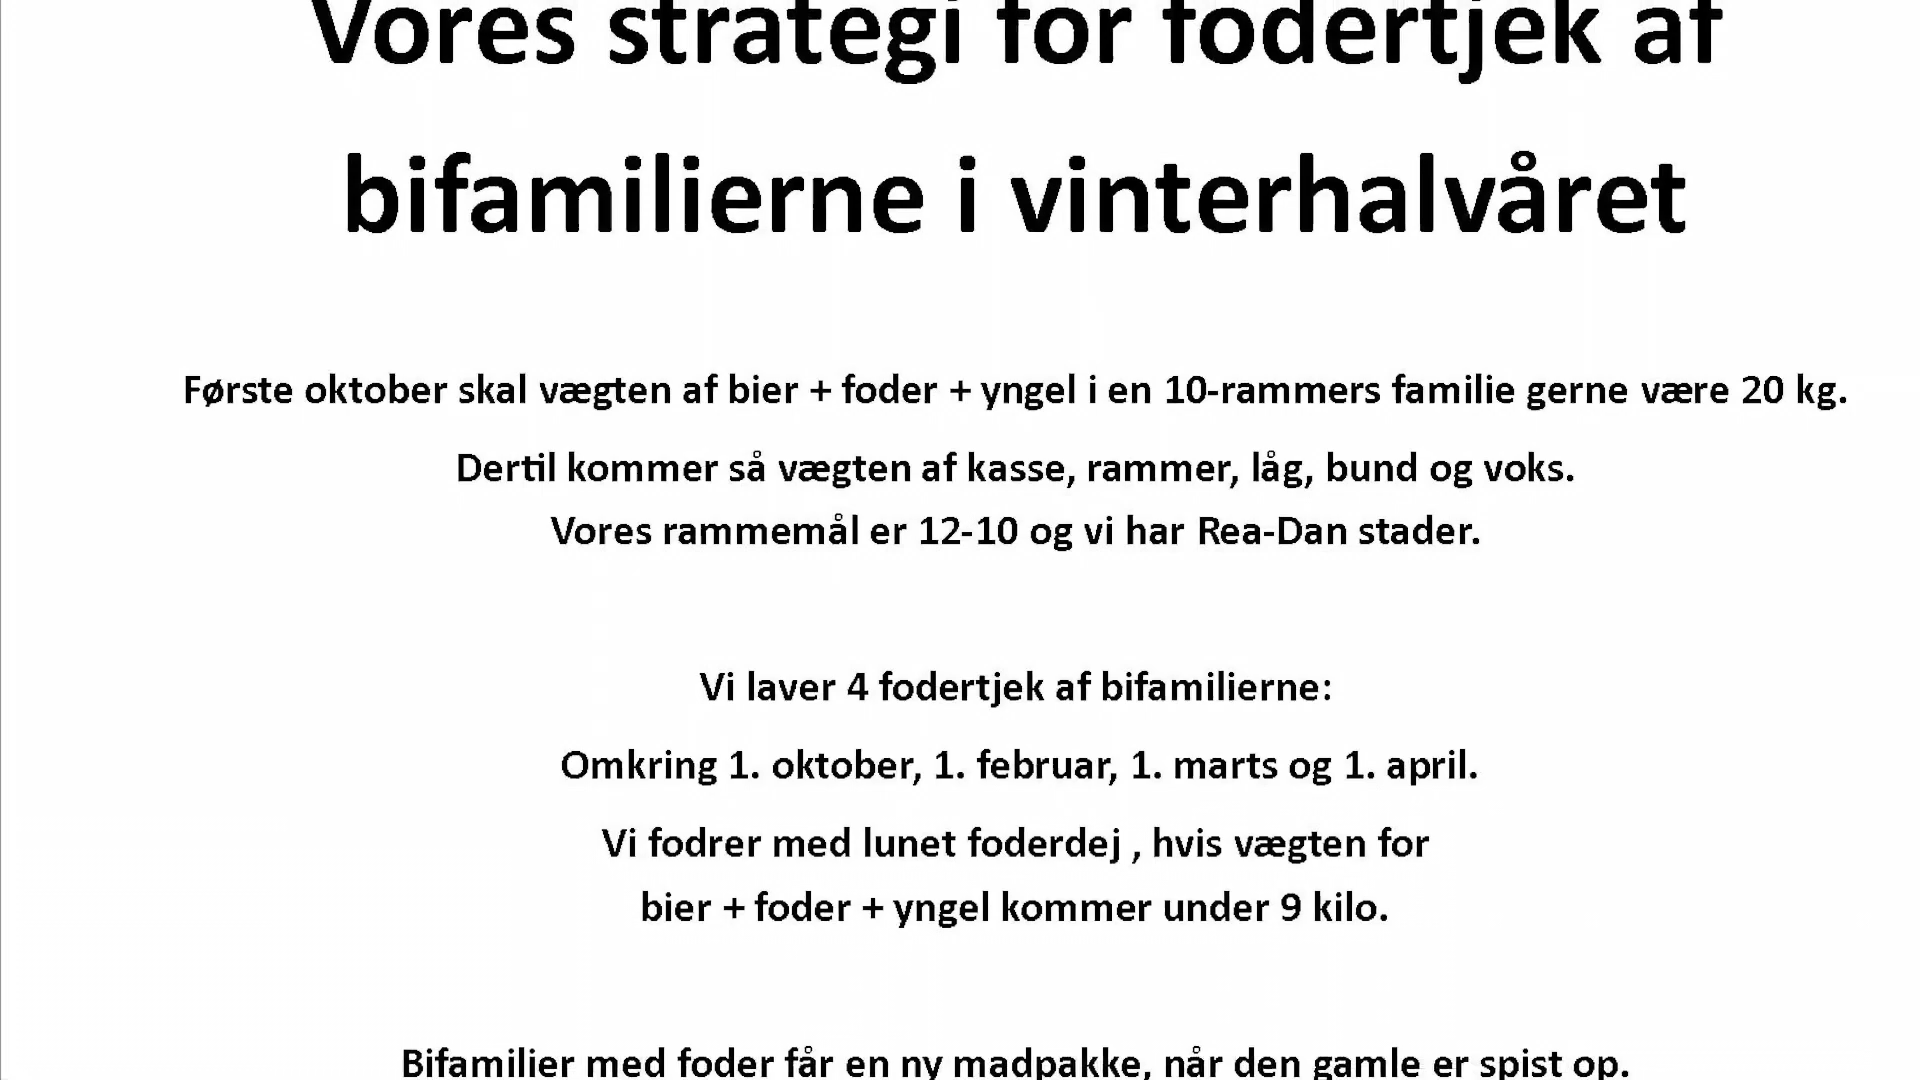 Vores strategi for fodertjek af
bifamilierne i vinterhalvåret
Første oktober skal vægten af bier + foder + yngel i en 10-rammers familie gerne være 20 kg.
Dertil kommer så vægten af kasse, rammer, låg, bund og voks.
Vores rammemål er 12-10 og vi har Rea-Dan stader.
Vi laver 4 fodertjek af bifamilierne:
Omkring 1. oktober, 1. februar, 1. marts og 1. april.
Vi fodrer med lunet foderdej , hvis vægten for
bier + foder + yngel kommer under 9 kilo.
Bifamilier med foder får en ny madpakke, når den gamle er spist op.